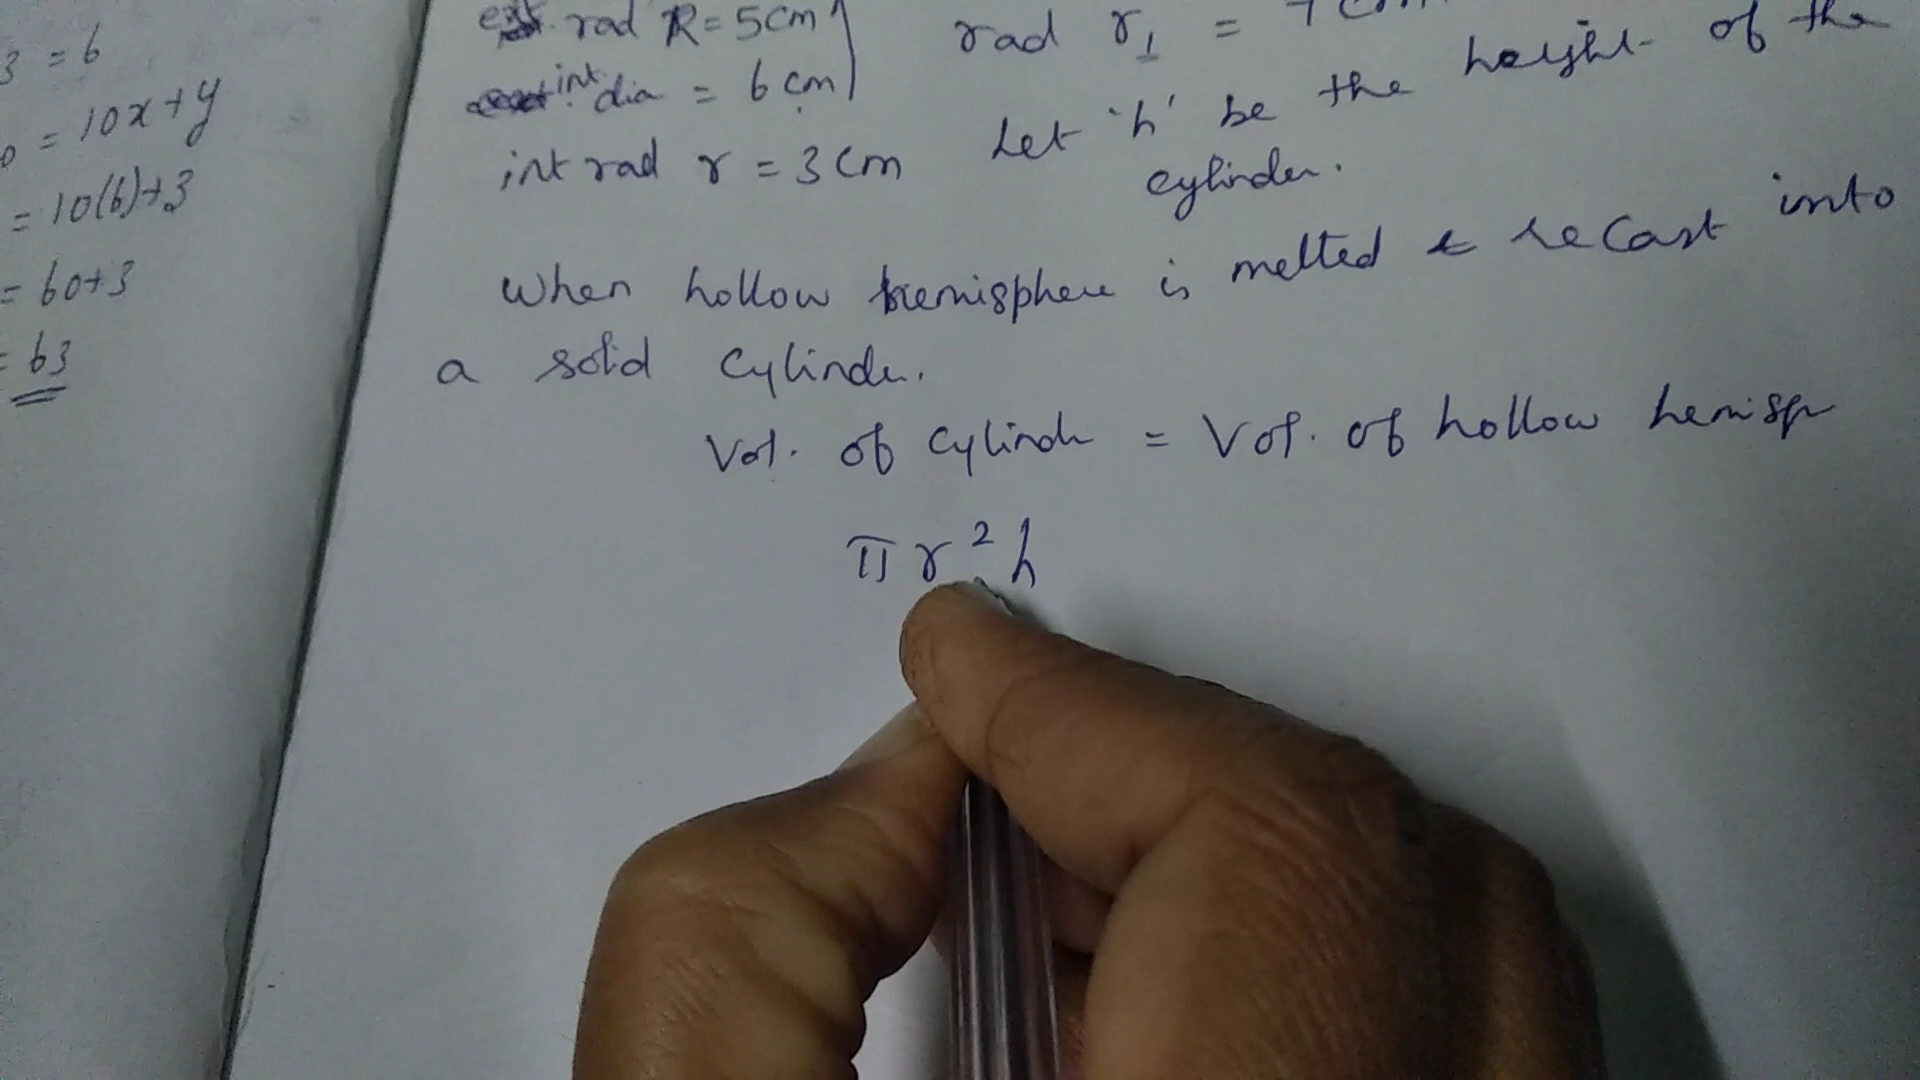 3 = 6
= 10x+y
= 10(6)+3
= 60+3
= 63
rad R = 5cm
int. dia = 6 cm
int rad r = 3 cm
rad r1 = 7 cm
Let 'h' be the height of the
cylinder.
When hollow hemisphere is melted & recast into
a solid cylinder.
Vol. of cylinder = Vol. of hollow hemisp
π r² h